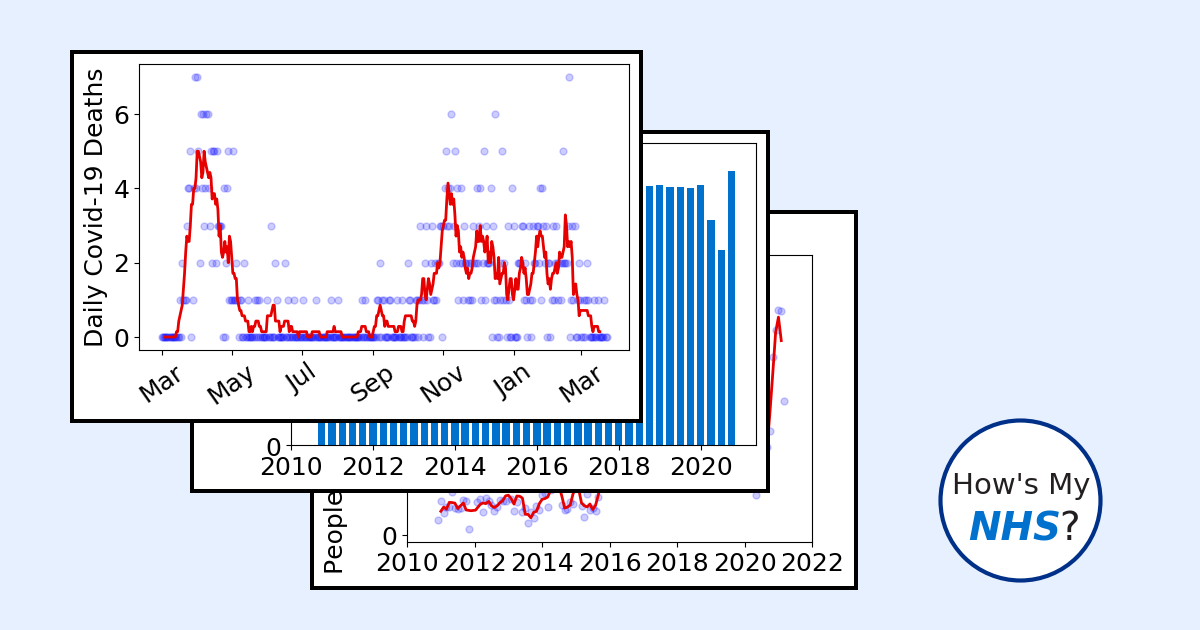 Daily Covid-19 Deaths
6
4
2
0
Mar May Jul Sep Nov Jan Mar
0
2010 2012 2014 2016 2018 2020
People
0
2010 2012 2014 2016 2018 2020 2022
How's My
NHS?